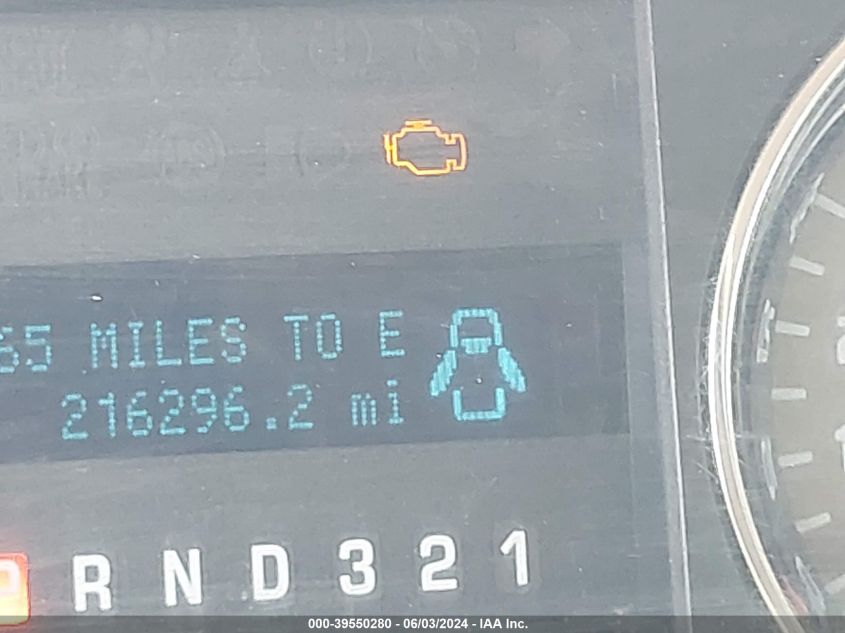 65 MILES TO E
216296.2 mi
P R N D 3 2 1
000-39550280 - 06/03/2024 - IAA Inc.